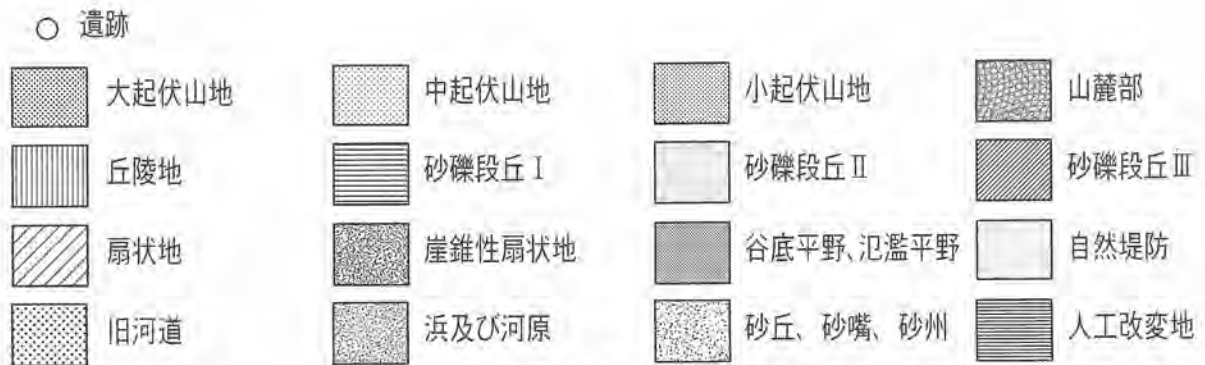 ○ 遺跡
大起伏山地 中起伏山地 小起伏山地 山麓部
丘陵地 砂礫段丘Ⅰ 砂礫段丘Ⅱ 砂礫段丘Ⅲ
扇状地 崖錐性扇状地 谷底平野、氾濫平野 自然堤防
旧河道 浜及び河原 砂丘、砂嘴、砂州 人工改変地